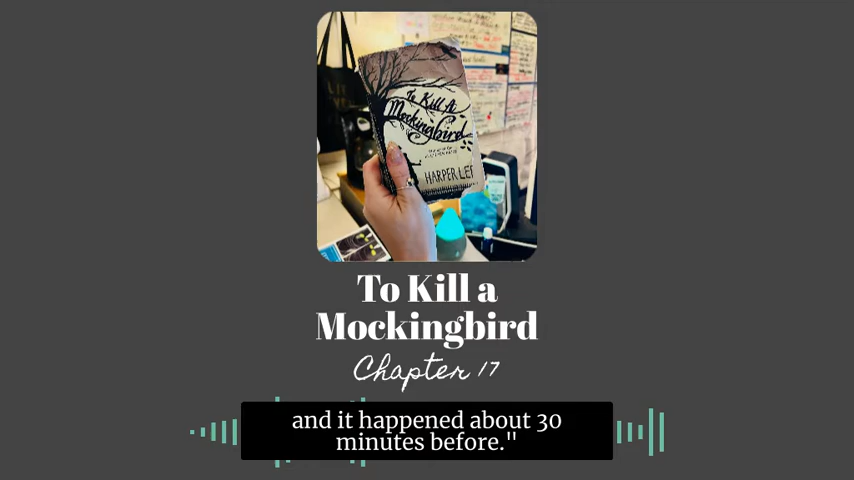 To Kill A
Mockingbird
HARPER LEE
To Kill a
Mockingbird
Chapter 17
and it happened about 30
minutes before."